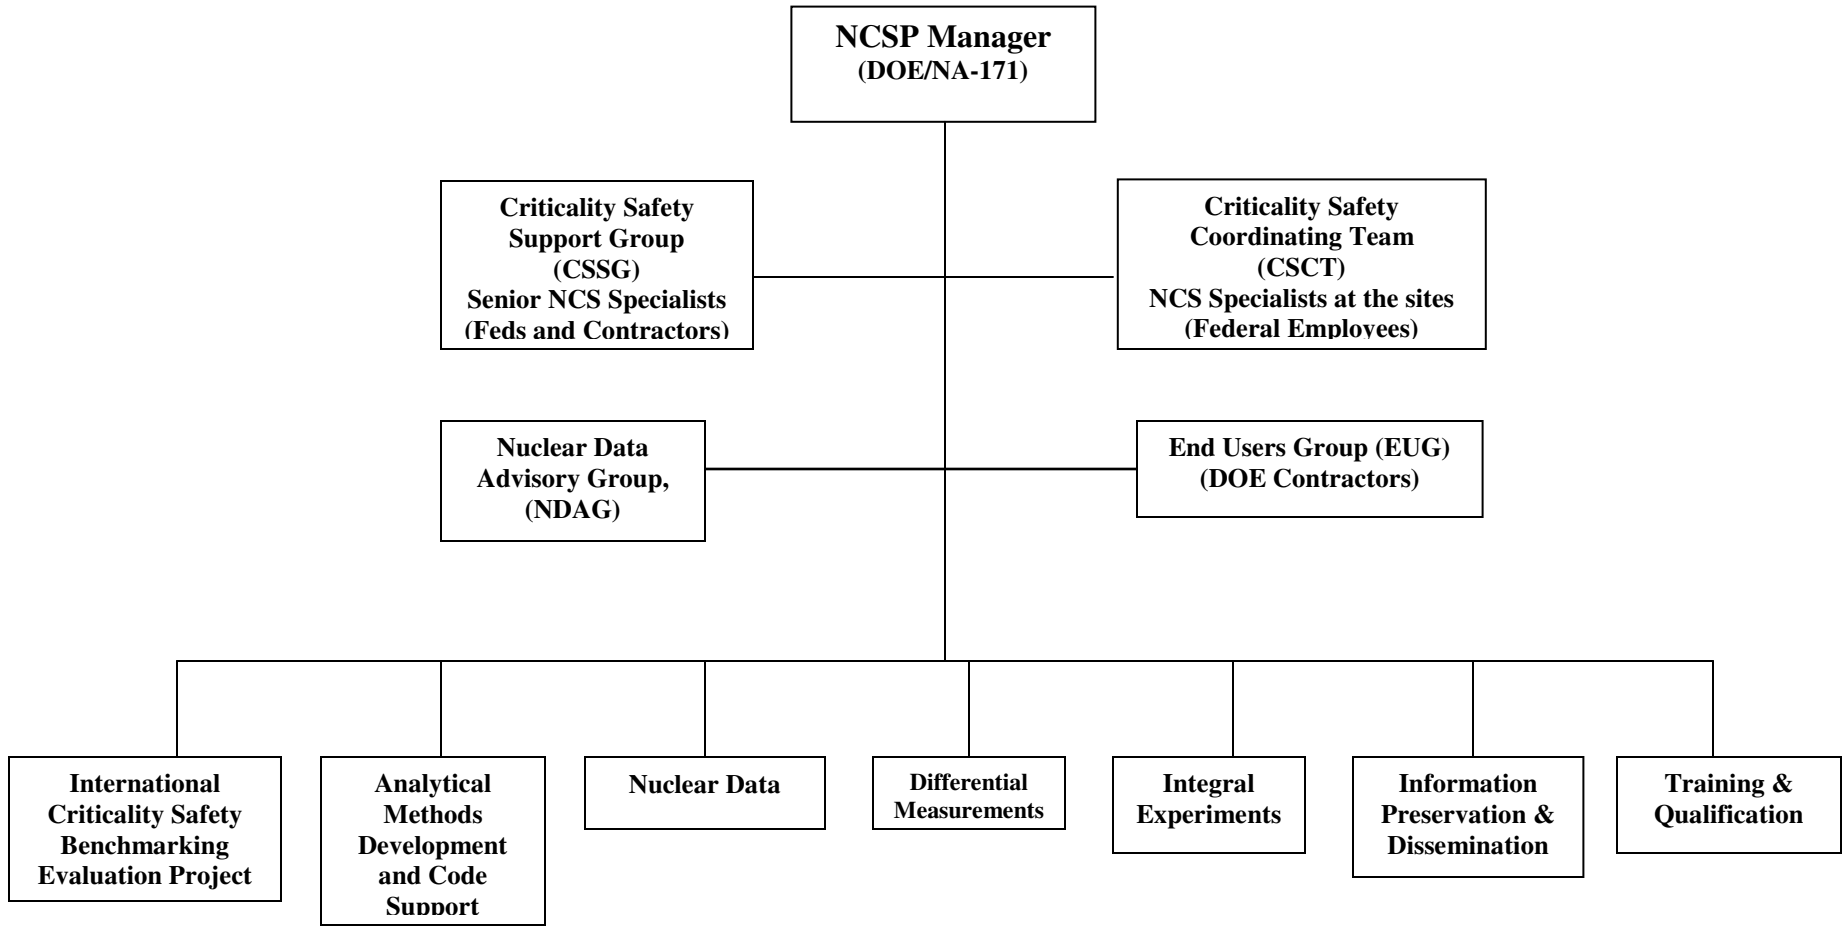 NCSP Manager
(DOE/NA-171)
Criticality Safety
Support Group
(CSSG)
Senior NCS Specialists
(Feds and Contractors)
Criticality Safety
Coordinating Team
(CSCT)
NCS Specialists at the sites
(Federal Employees)
Nuclear Data
Advisory Group,
(NDAG)
End Users Group (EUG)
(DOE Contractors)
International
Criticality Safety
Benchmarking
Evaluation Project
Analytical
Methods
Development
and Code
Support
Nuclear Data
Differential
Measurements
Integral
Experiments
Information
Preservation &
Dissemination
Training &
Qualification